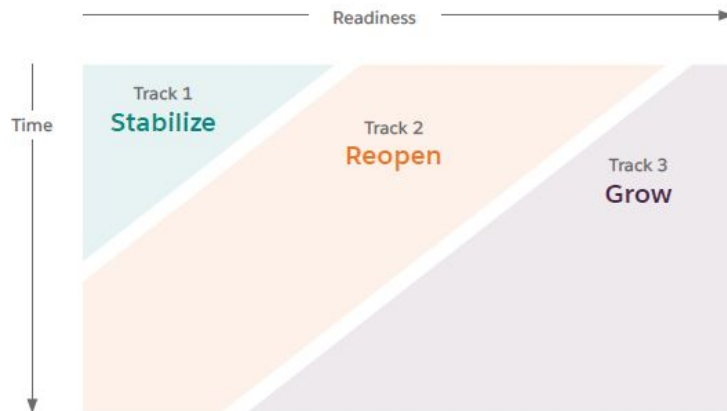 Readiness
Time
Track 1
Stabilize
Track 2
Reopen
Track 3
Grow